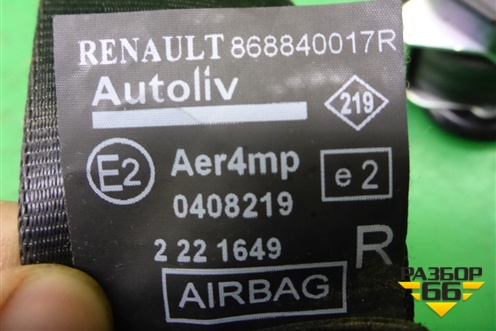 RENAULT 868840017R
Autoliv
219
E2 Aer4mp e 2
0408219
2 22 1649 R
AIRBAG
РАЗБОР
66